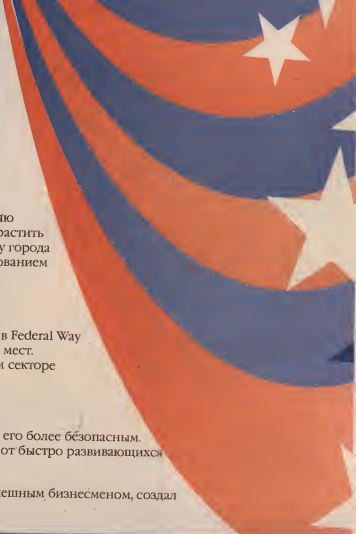 растить
у города
ованием
в Federal Way
мест.
секторе
его более безопасным.
от быстро развивающихся
ешным бизнесменом, создал